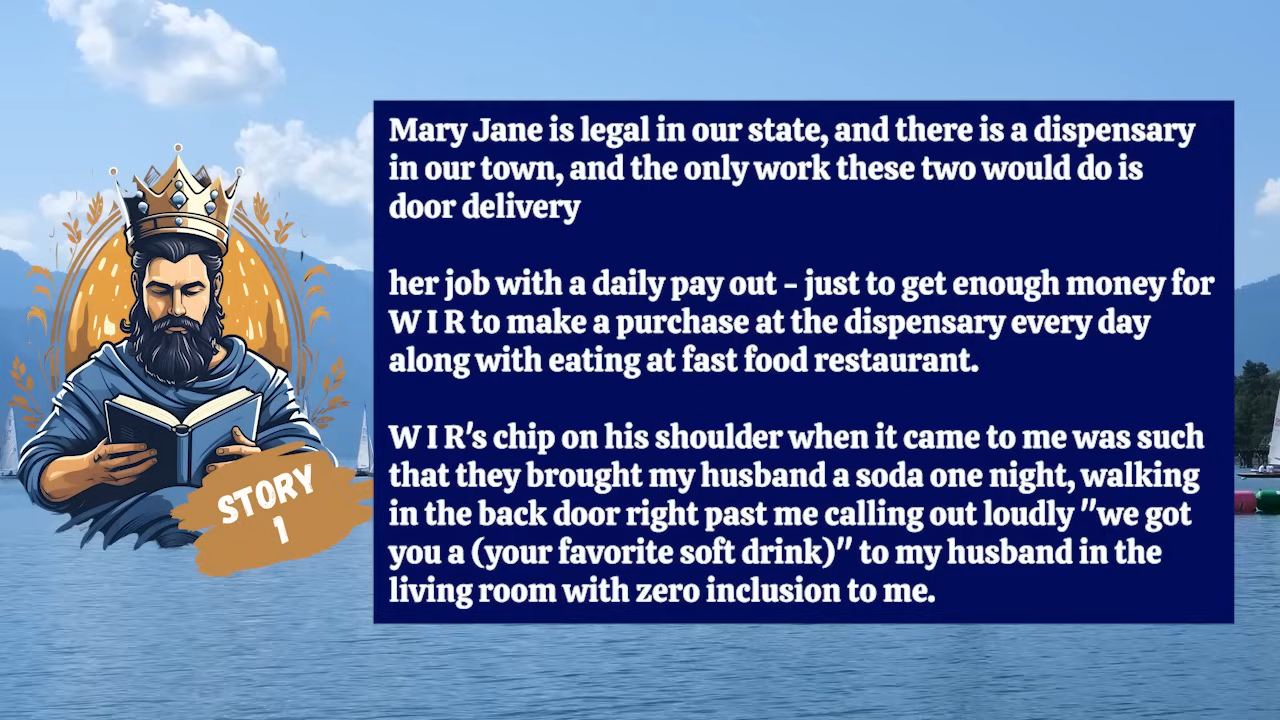 Mary Jane is legal in our state, and there is a dispensary
in our town, and the only work these two would do is
door delivery
her job with a daily pay out - just to get enough money for
W I R to make a purchase at the dispensary every day
along with eating at fast food restaurant.
W I R's chip on his shoulder when it came to me was such
that they brought my husband a soda one night, walking
in the back door right past me calling out loudly "we got
you a (your favorite soft drink)" to my husband in the
living room with zero inclusion to me.
STORY
1